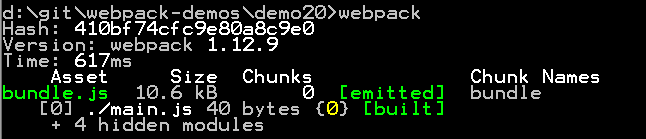 d:\git\webpack-demos\demo20>webpack
Hash: 410bf74cfc9e80a8c9e0
Version: webpack 1.12.9
Time: 617ms
    Asset     Size  Chunks             Chunk Names
bundle.js  10.6 kB       0  [emitted]  bundle
   [0] ./main.js 40 bytes {0} [built]
    + 4 hidden modules